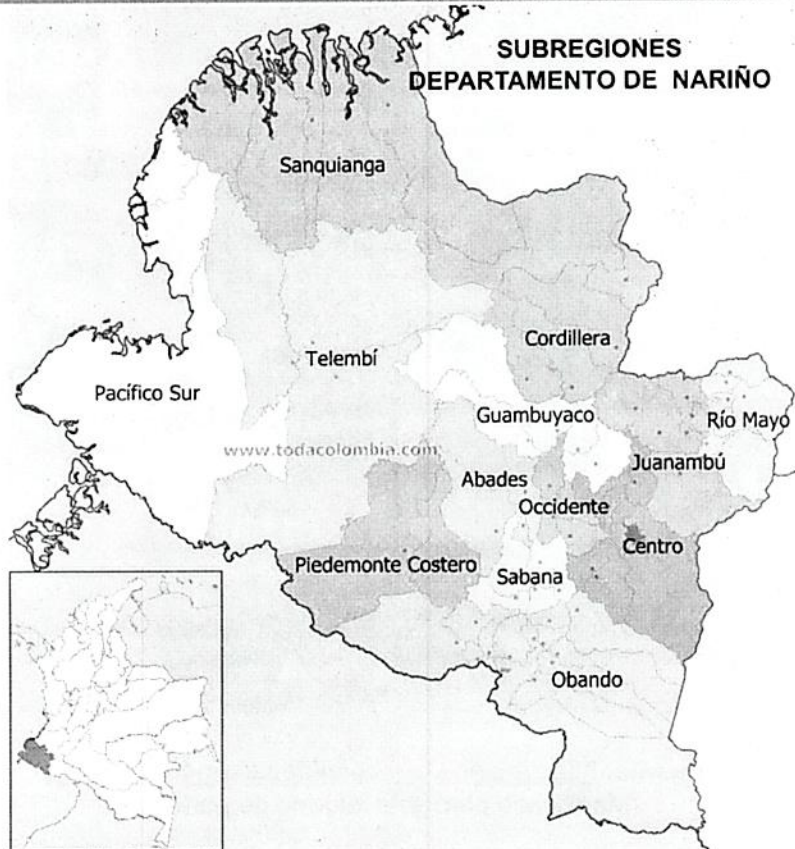 SUBREGIONES
DEPARTAMENTO DE NARIÑO
Sanquianga
Cordillera
Telembí
Pacífico Sur
Guambuyaco
Río Mayo
www.todacolombia.com
Juanambú
Abades
Occidente
Centro
Piedemonte Costero
Sabana
Obando